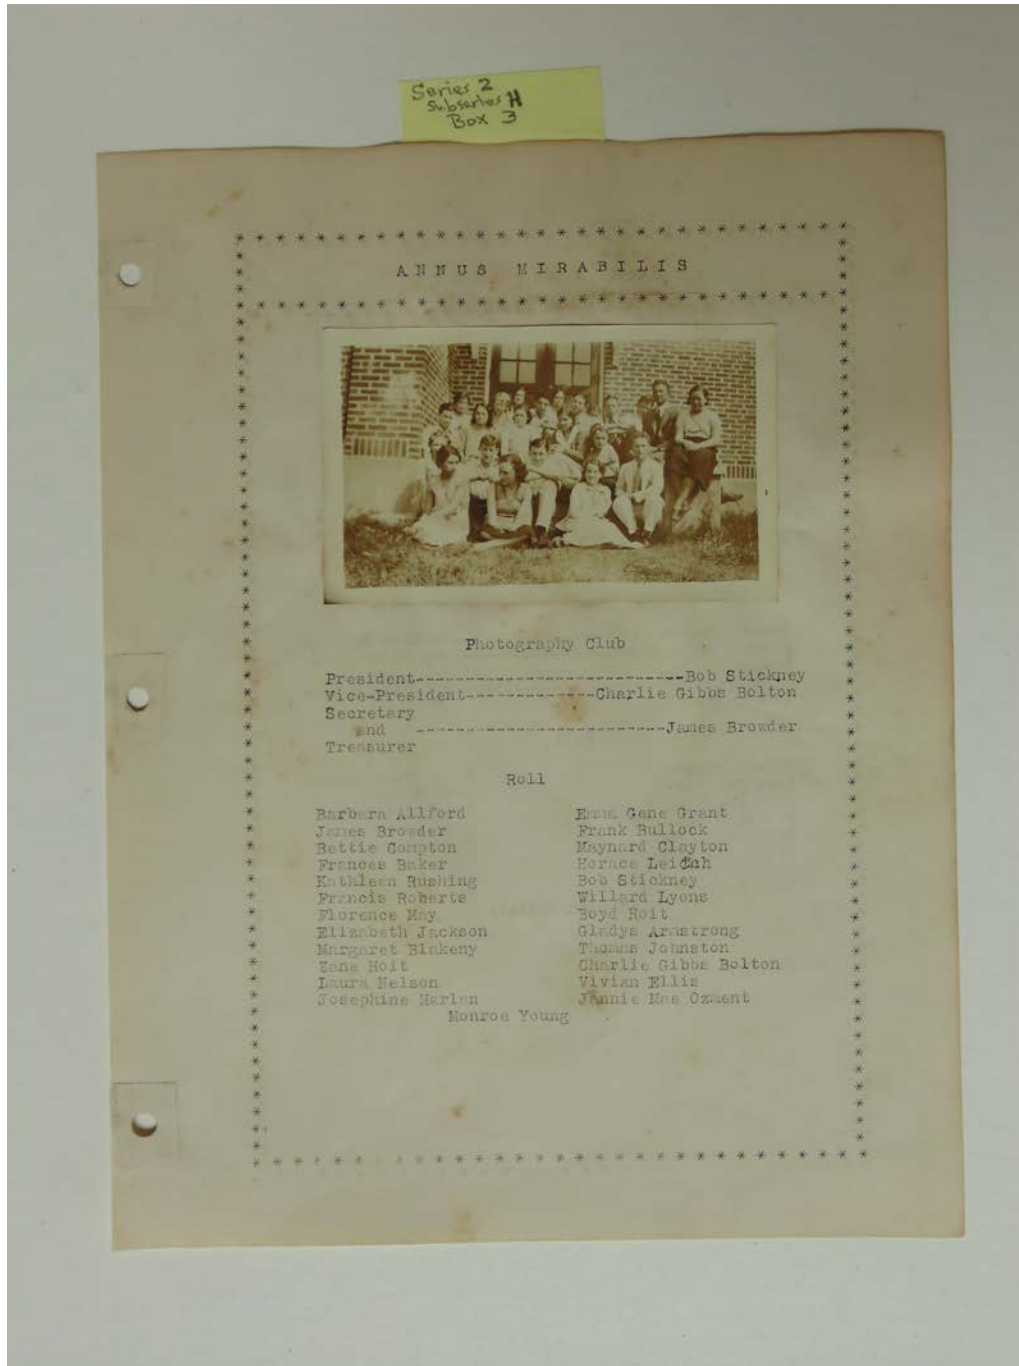 Series 2
Subseries H
Box 3
ANNUS MIRABILIS
Photography Club
President---------------------------Bob Stickney
Vice-President-------------Charlie Gibbs Bolton
Secretary
and -------------------------James Browder
Treasurer
Roll
Barbara Allford Emma Gene Grant
James Browder Frank Bullock
Bettie Compton Maynard Clayton
Frances Baker Horace Leitch
Kathleen Rushing Bob Stickney
Francis Roberts Willard Lyons
Florence May Boyd Hoit
Elizabeth Jackson Gladys Armstrong
Margaret Blakeny Thomas Johnston
Zana Hoit Charlie Gibbs Bolton
Laura Nelson Vivian Ellis
Josephine Harlan Jannie Mae Ozment
Monroe Young